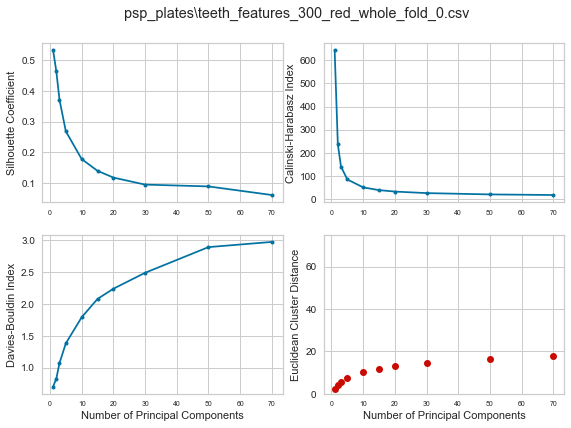 psp_plates\teeth_features_300_red_whole_fold_0.csv
Silhouette Coefficient
0.5
0.4
0.3
0.2
0.1
0 10 20 30 40 50 60 70
Calinski-Harabasz Index
600
500
400
300
200
100
0
0 10 20 30 40 50 60 70
Davies-Bouldin Index
3.0
2.5
2.0
1.5
1.0
0 10 20 30 40 50 60 70
Number of Principal Components
Euclidean Cluster Distance
60
40
20
0
0 10 20 30 40 50 60 70
Number of Principal Components